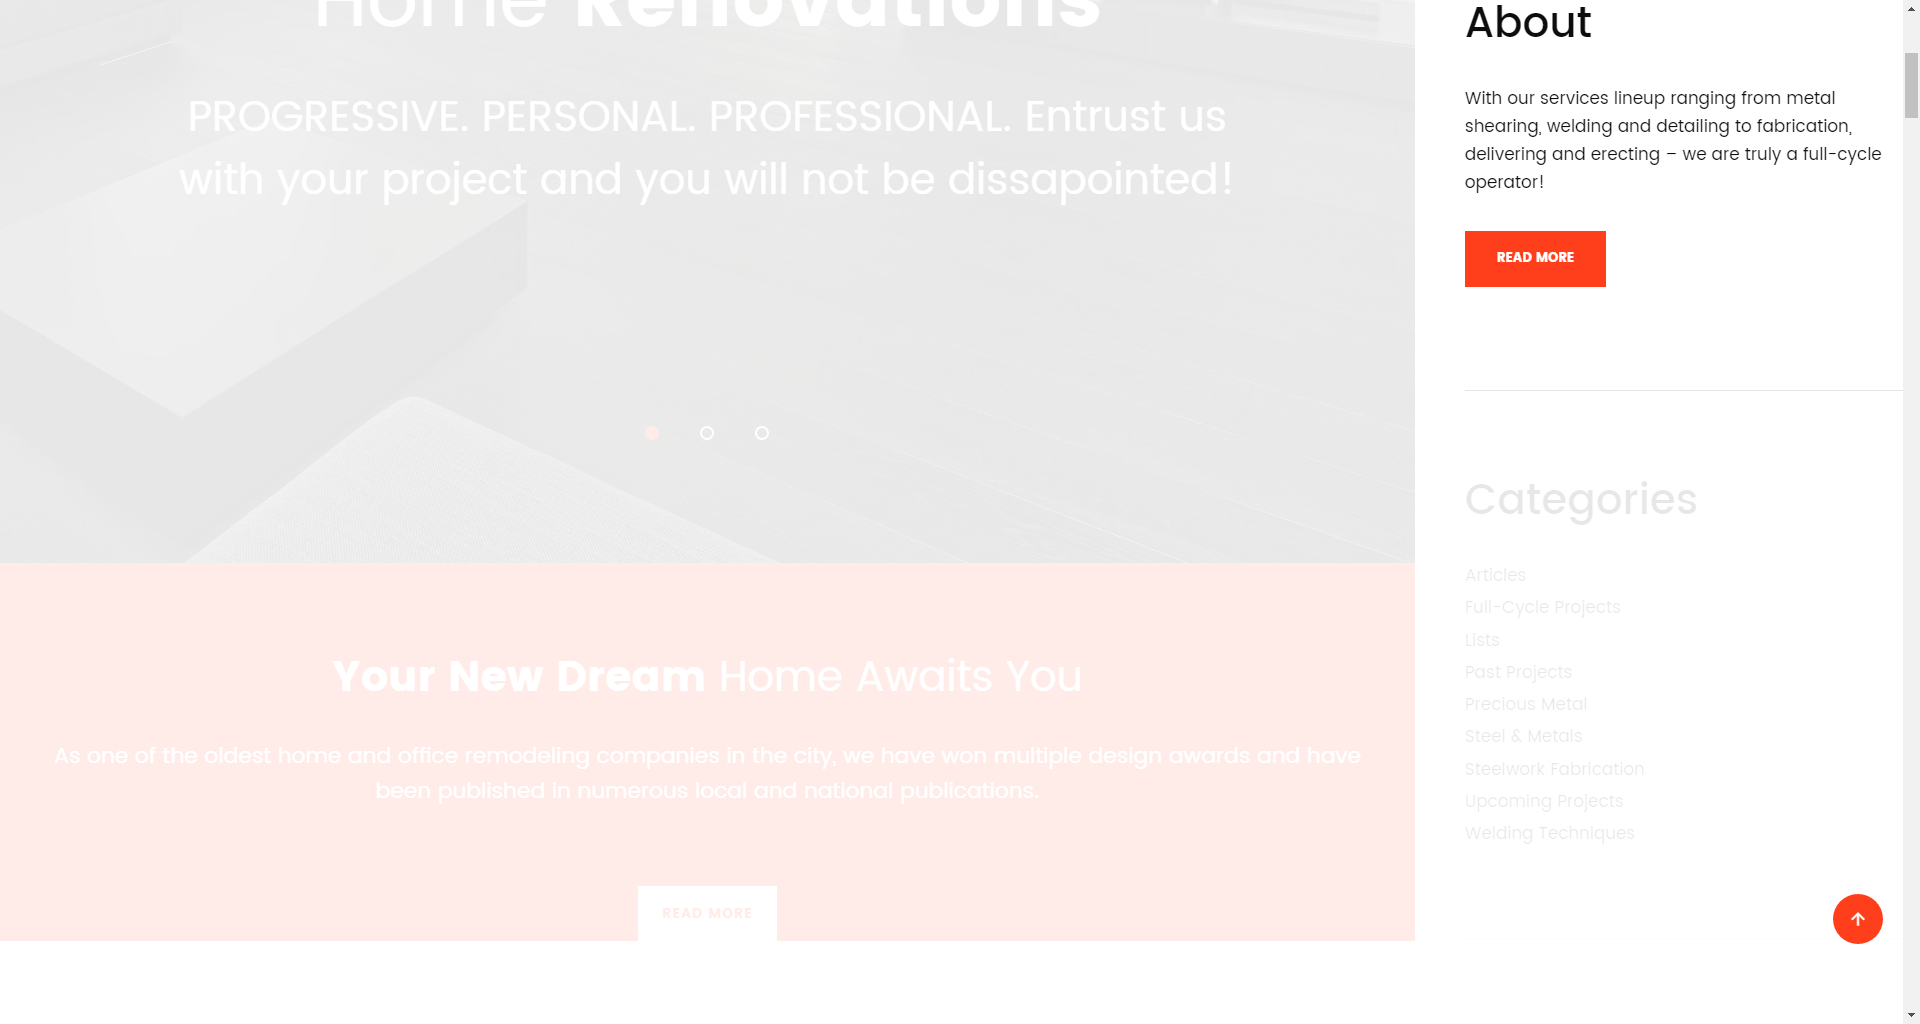 Home Renovations
PROGRESSIVE. PERSONAL. PROFESSIONAL. Entrust us
with your project and you will not be dissapointed!
Your New Dream Home Awaits You
As one of the oldest home and office remodeling companies in the city, we have won multiple design awards and have
been published in numerous local and national publications.
READ MORE
About
With our services lineup ranging from metal
shearing, welding and detailing to fabrication,
delivering and erecting – we are truly a full-cycle
operator!
READ MORE
Categories
Articles
Full-Cycle Projects
Lists
Past Projects
Precious Metal
Steel & Metals
Steelwork Fabrication
Upcoming Projects
Welding Techniques